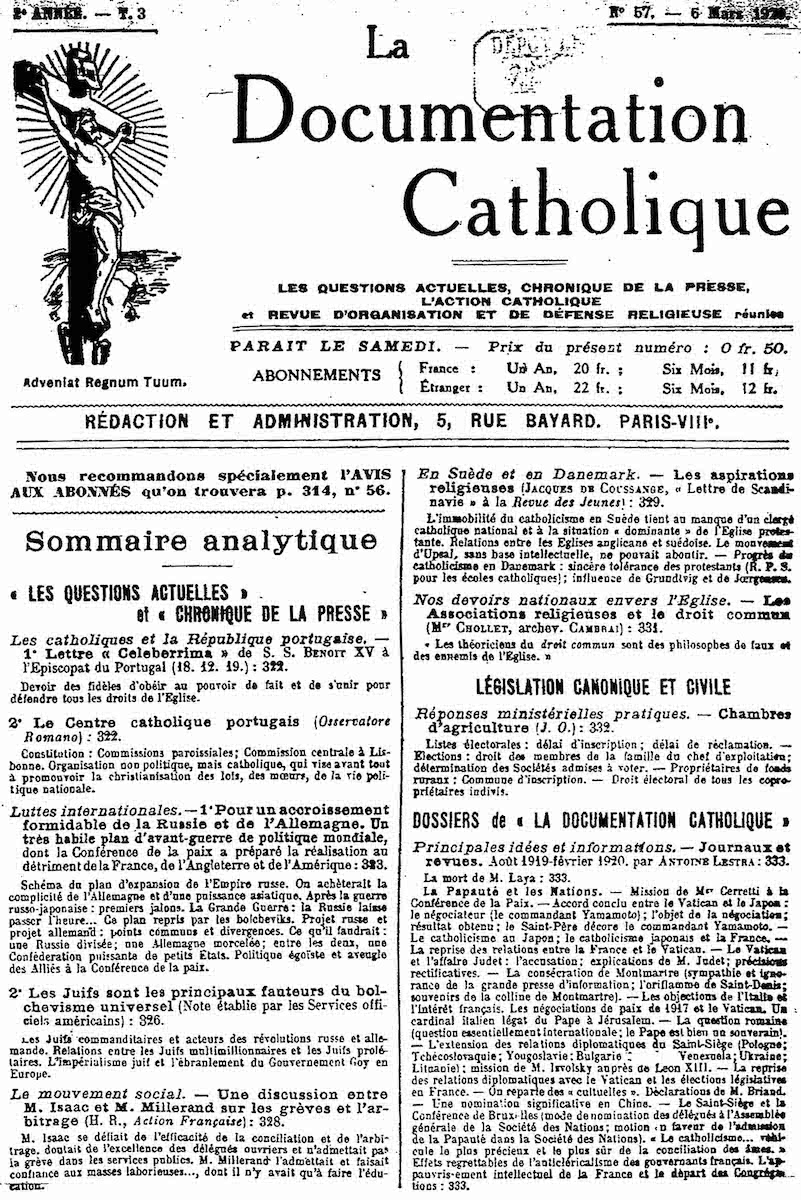 2e ANNÉE. — T. 3
N° 57. — 6 Mars 1920.
La
Documentation
Catholique
LES QUESTIONS ACTUELLES, CHRONIQUE DE LA PRESSE,
L'ACTION CATHOLIQUE
et REVUE D'ORGANISATION ET DE DÉFENSE RELIGIEUSE réunies
Adveniat Regnum Tuum.
PARAIT LE SAMEDI. — Prix du présent numéro : 0 fr. 50.
ABONNEMENTS { France : Un An, 20 fr. ; Six Mois, 11 fr,
Étranger : Un An, 22 fr. ; Six Mois, 12 fr.
RÉDACTION ET ADMINISTRATION, 5, RUE BAYARD. PARIS-VIIIe.
Nous recommandons spécialement l'AVIS
AUX ABONNÉS qu'on trouvera p. 314, n° 56.
Sommaire analytique
« LES QUESTIONS ACTUELLES »
et « CHRONIQUE DE LA PRESSE »
Les catholiques et la République portugaise. —
1° Lettre « Celeberrima » de S. S. BENOIT XV à
l'Episcopat du Portugal (18. 12. 19.) : 322.
Devoir des fidèles d'obéir au pouvoir de fait et de s'unir pour
défendre tous les droits de l'Eglise.
2° Le Centre catholique portugais (Osservatore
Romano) : 322.
Constitution : Commissions paroissiales; Commission centrale à Lis-
bonne. Organisation non politique, mais catholique, qui vise avant tout
à promouvoir la christianisation des lois, des mœurs, de la vie poli-
tique nationale.
Luttes internationales. — 1° Pour un accroissement
formidable de la Russie et de l'Allemagne. Un
très habile plan d'avant-guerre de politique mondiale,
dont la Conférence de la paix a préparé la réalisation au
détriment de la France, de l'Angleterre et de l'Amérique : 323.
Schéma du plan d'expansion de l'Empire russe. On achèterait la
complicité de l'Allemagne et d'une puissance asiatique. Après la guerre
russo-japonaise : premiers jalons. La Grande Guerre : la Russie laisse
passer l'heure... Ce plan repris par les bolcheviks. Projet russe et
projet allemand : points communs et divergences. Ce qu'il faudrait :
une Russie divisée; une Allemagne morcelée; entre les deux, une
Confédération puissante de petits Etats. Politique égoïste et aveugle
des Alliés à la Conférence de la paix.
2° Les Juifs sont les principaux fauteurs du bol-
chevisme universel (Note établie par les Services offi-
ciels américains) : 326.
Les Juifs commanditaires et acteurs des révolutions russe et alle-
mande. Relations entre les Juifs multimillionnaires et les Juifs prolé-
taires. L'impérialisme juif et l'ébranlement du Gouvernement Goy en
Europe.
Le mouvement social. — Une discussion entre
M. Isaac et M. Millerand sur les grèves et l'ar-
bitrage (H. R., Action Française) : 328.
M. Isaac se défiait de l'efficacité de la conciliation et de l'arbi-
trage. doutait de l'excellence des délégués ouvriers et n'admettait pas
la grève dans les services publics. M. Millerand l'admettait et faisait
confiance aux masses laborieuses..., dont il n'y avait qu'à faire l'édu-
cation.
En Suède et en Danemark. — Les aspirations
religieuses (JACQUES DE COUSSANGE, « Lettre de Scandi-
navie » à la Revue des Jeunes) : 329.
L'immobilité du catholicisme en Suède tient au manque d'un clergé
catholique national et à la situation « dominante » de l'Eglise protes-
tante. Relations entre les Eglises anglicane et suédoise. Le mouvement
d'Upsal, sans base intellectuelle, ne pouvait aboutir. — Progrès du
catholicisme en Danemark : sincère tolérance des protestants (R. P. S.
pour les écoles catholiques) ; influence de Grundtvig et de Jœrgensen.
Nos devoirs nationaux envers l'Eglise. — Les
Associations religieuses et le droit commun
(Mgr CHOLLET, archev. CAMBRAI) : 331.
« Les théoriciens du droit commun sont des philosophes de faux et
des ennemis de l'Eglise. »
LÉGISLATION CANONIQUE ET CIVILE
Réponses ministérielles pratiques. — Chambres
d'agriculture (J. O.) : 332.
Listes électorales : délai d'inscription; délai de réclamation. —
Elections : droit des membres de la famille du chef d'exploitation;
détermination des Sociétés admises à voter. — Propriétaires de fonds
ruraux : Commune d'inscription. — Droit électoral de tous les copro-
priétaires indivis.
DOSSIERS de « LA DOCUMENTATION CATHOLIQUE »
Principales idées et informations. — Journaux et
revues. Août 1919-février 1920. par ANTOINE LESTRA : 333.
La mort de M. Laya : 333.
La Papauté et les Nations. — Mission de Mgr Cerretti à la
Conférence de la Paix. — Accord conclu entre le Vatican et le Japon :
le négociateur (le commandant Yamamoto); l'objet de la négociation;
résultat obtenu; le Saint-Père décore le commandant Yamamoto. —
Le catholicisme au Japon; le catholicisme japonais et la France. —
La reprise des relations entre la France et le Vatican. — Le Vatican
et l'affaire Judet : l'accusation; explications de M. Judet; précisions
rectificatives. — La consécration de Montmartre (sympathie et igno-
rance de la grande presse d'information; l'oriflamme de Saint-Denis;
souvenirs de la colline de Montmartre). — Les objections de l'Italie et
l'intérêt français. Les négociations de paix de 1917 et le Vatican. Un
cardinal italien légat du Pape à Jérusalem. — La question romaine
(question essentiellement internationale; le Pape est bien un souverain).
— L'extension des relations diplomatiques du Saint-Siège (Pologne;
Tchécoslovaquie; Yougoslavie; Bulgarie; Venezuela; Ukraine;
Lituanie) : mission de M. Isvolsky auprès de Léon XIII. — La reprise
des relations diplomatiques avec le Vatican et les élections législatives
en France. — On reparle des « cultuelles ». Déclarations de M. Briand.
— Une nomination significative en Chine. — Le Saint-Siège et la
Conférence de Bruxelles (mode de nomination des délégués à l'Assemblée
générale de la Société des Nations; motion en faveur de l'admission
de la Papauté dans la Société des Nations). « Le catholicisme... véhi-
cule le plus précieux et le plus sûr de la conciliation des âmes. »
Effets regrettables de l'anticléricalisme des gouvernants français. L'ap-
pauvrissement intellectuel de la France et le départ des Congréga-
tions : 333.